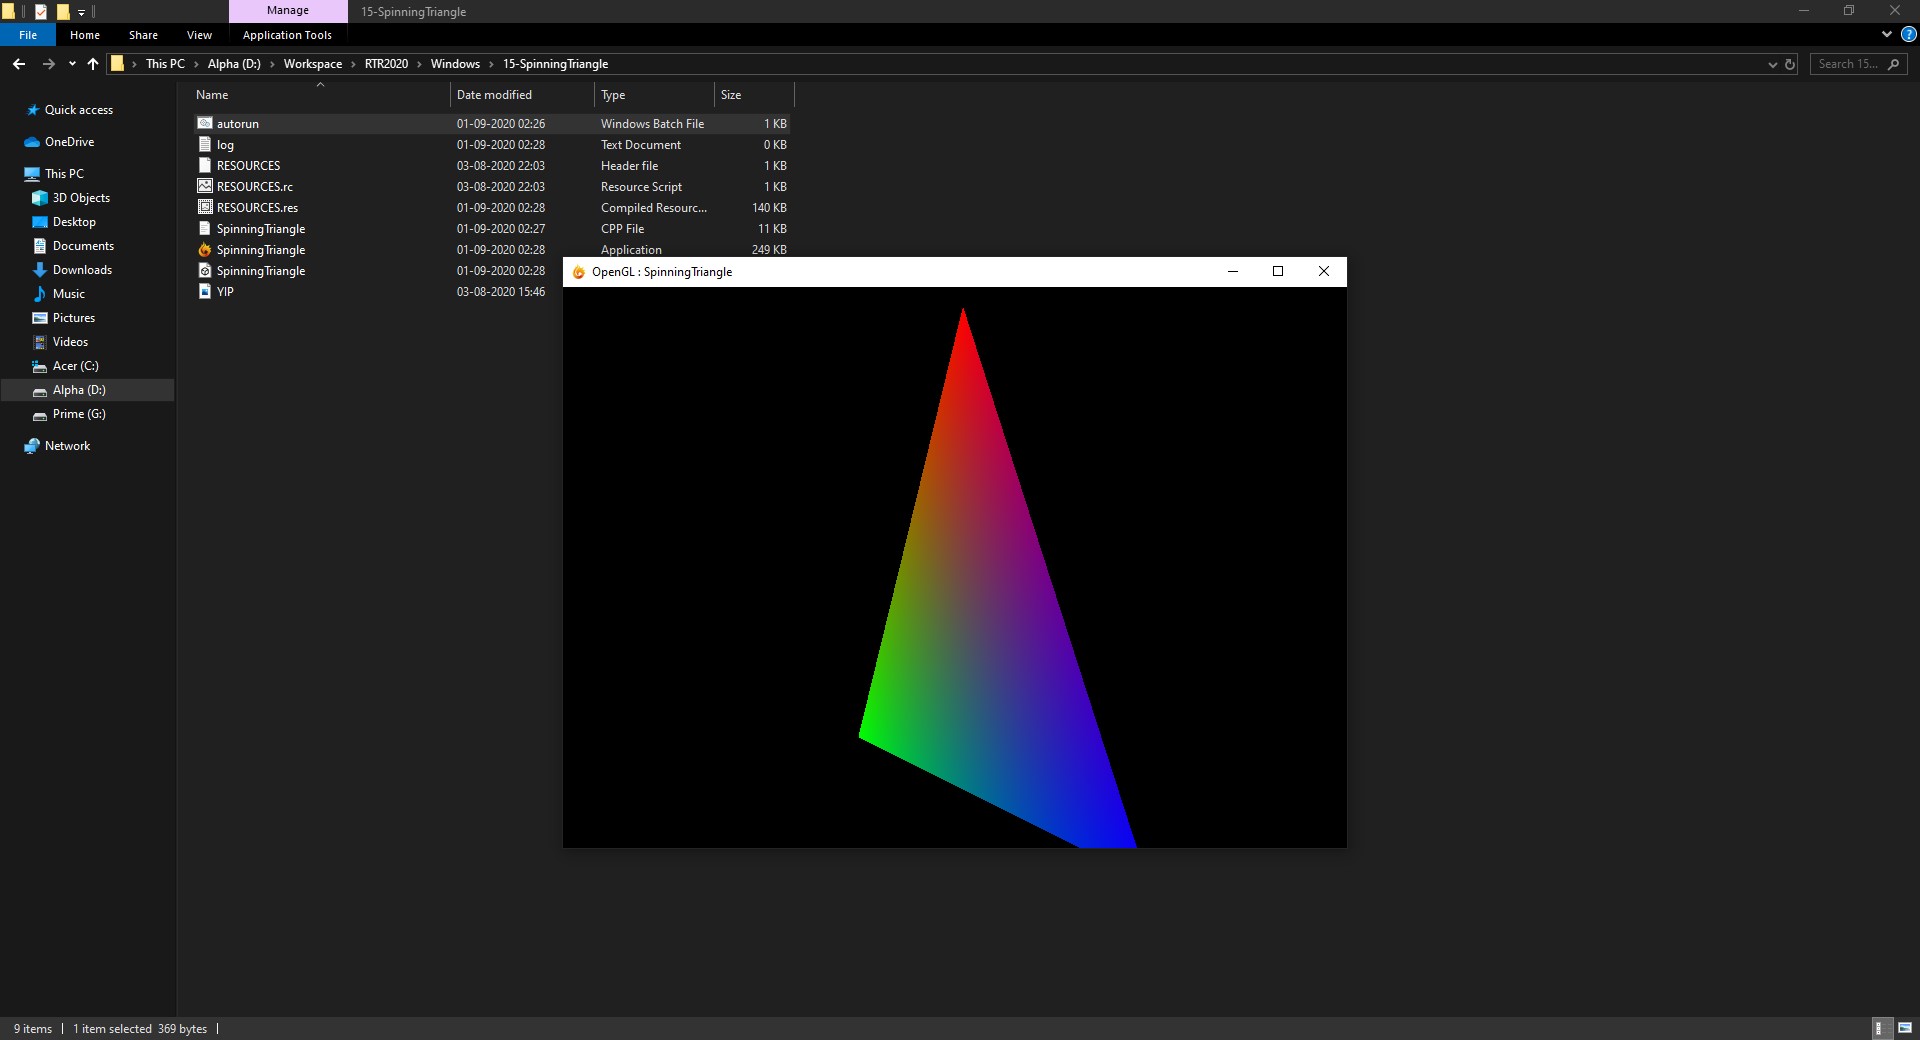 Manage 15-SpinningTriangle
File Home Share View Application Tools
This PC Alpha (D:) Workspace RTR2020 Windows 15-SpinningTriangle Search 15...
Name Date modified Type Size
Quick access
OneDrive
This PC
3D Objects
Desktop
Documents
Downloads
Music
Pictures
Videos
Acer (C:)
Alpha (D:)
Prime (G:)
Network
autorun 01-09-2020 02:26 Windows Batch File 1 KB
log 01-09-2020 02:28 Text Document 0 KB
RESOURCES 03-08-2020 22:03 Header file 1 KB
RESOURCES.rc 03-08-2020 22:03 Resource Script 1 KB
RESOURCES.res 01-09-2020 02:28 Compiled Resourc... 140 KB
SpinningTriangle 01-09-2020 02:27 CPP File 11 KB
SpinningTriangle 01-09-2020 02:28 Application 249 KB
SpinningTriangle 01-09-2020 02:28
YIP 03-08-2020 15:46
OpenGL : SpinningTriangle
9 items 1 item selected 369 bytes